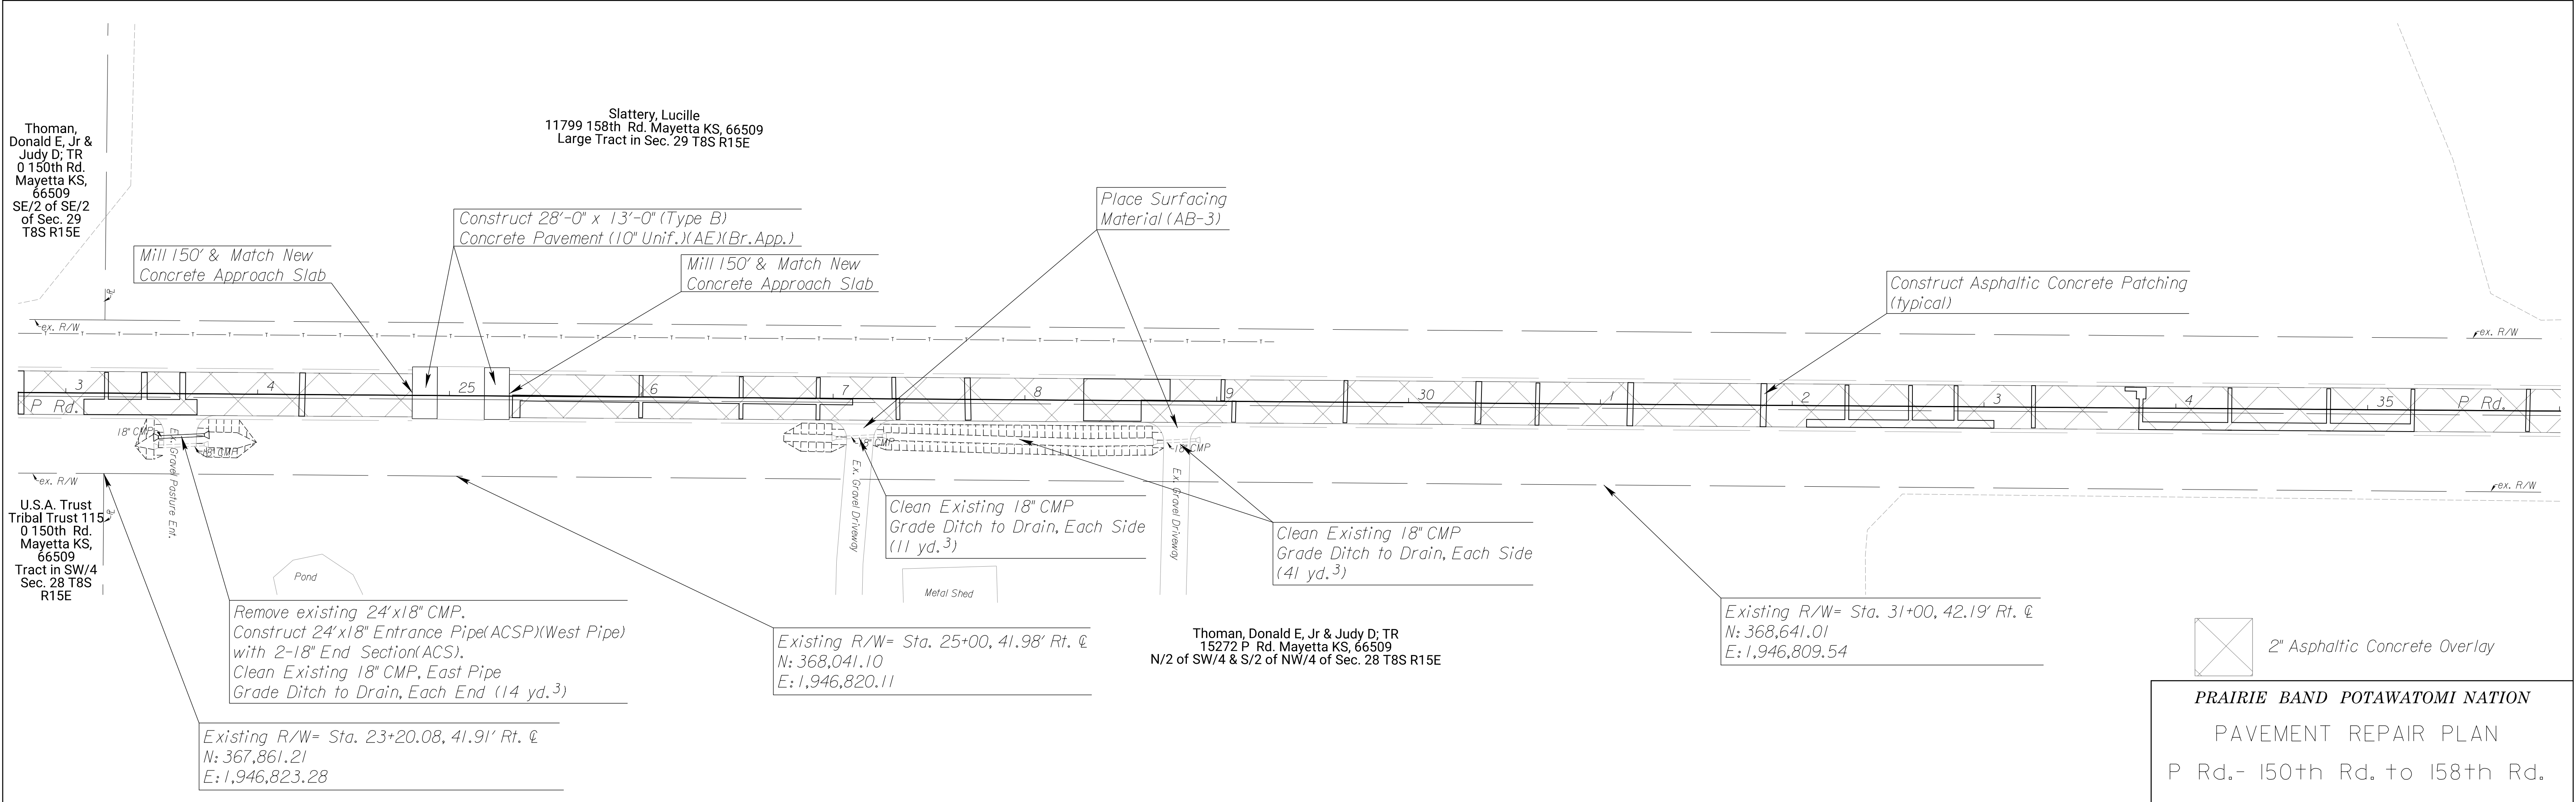 Thoman,
Donald E, Jr &
Judy D; TR
0 150th Rd.
Mayetta KS,
66509
SE/2 of SE/2
of Sec. 29
T8S R15E
Slattery, Lucille
11799 158th Rd. Mayetta KS, 66509
Large Tract in Sec. 29 T8S R15E
Mill 150' & Match New
Concrete Approach Slab
Construct 28'-0" x 13'-0" (Type B)
Concrete Pavement (10" Unif.)(AE)(Br.App.)
Mill 150' & Match New
Concrete Approach Slab
Place Surfacing
Material (AB-3)
Construct Asphaltic Concrete Patching
(typical)
ex. R/W
ex. R/W
T T T T T T T T T T T T T T T T T T T T T T T T T T T T T T
3 4 25 6 7 8 9 30 1 2 3 4 35
P Rd.
P Rd.
18" CMP
18" CMP
18" CMP
18" CMP
Ex. Gravel Pasture Ent.
Ex. Gravel Driveway
Ex. Gravel Driveway
ex. R/W
ex. R/W
U.S.A. Trust
Tribal Trust 115
0 150th Rd.
Mayetta KS,
66509
Tract in SW/4
Sec. 28 T8S
R15E
Pond
Metal Shed
Clean Existing 18" CMP
Grade Ditch to Drain, Each Side
(11 yd.³)
Clean Existing 18" CMP
Grade Ditch to Drain, Each Side
(41 yd.³)
Remove existing 24'x18" CMP.
Construct 24'x18" Entrance Pipe(ACSP)(West Pipe)
with 2-18" End Section(ACS).
Clean Existing 18" CMP, East Pipe
Grade Ditch to Drain, Each End (14 yd.³)
Existing R/W= Sta. 23+20.08, 41.91' Rt. ℄
N: 367,861.21
E: 1,946,823.28
Existing R/W= Sta. 25+00, 41.98' Rt. ℄
N: 368,041.10
E: 1,946,820.11
Thoman, Donald E, Jr & Judy D; TR
15272 P Rd. Mayetta KS, 66509
N/2 of SW/4 & S/2 of NW/4 of Sec. 28 T8S R15E
Existing R/W= Sta. 31+00, 42.19' Rt. ℄
N: 368,641.01
E: 1,946,809.54
2" Asphaltic Concrete Overlay
PRAIRIE BAND POTAWATOMI NATION
PAVEMENT REPAIR PLAN
P Rd.- 150th Rd. to 158th Rd.